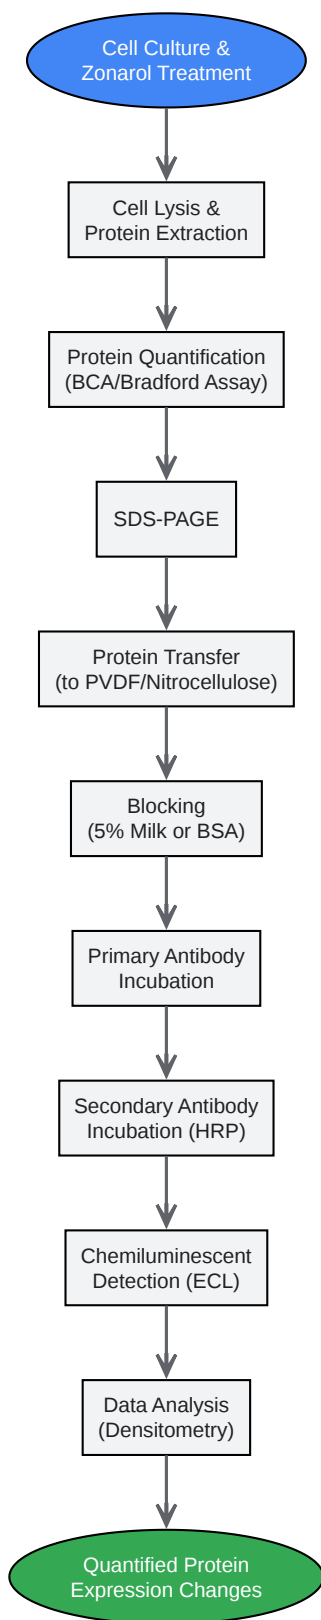 Cell Culture &
Zonarol Treatment
Cell Lysis &
Protein Extraction
Protein Quantification
(BCA/Bradford Assay)
SDS-PAGE
Protein Transfer
(to PVDF/Nitrocellulose)
Blocking
(5% Milk or BSA)
Primary Antibody
Incubation
Secondary Antibody
Incubation (HRP)
Chemiluminescent
Detection (ECL)
Data Analysis
(Densitometry)
Quantified Protein
Expression Changes